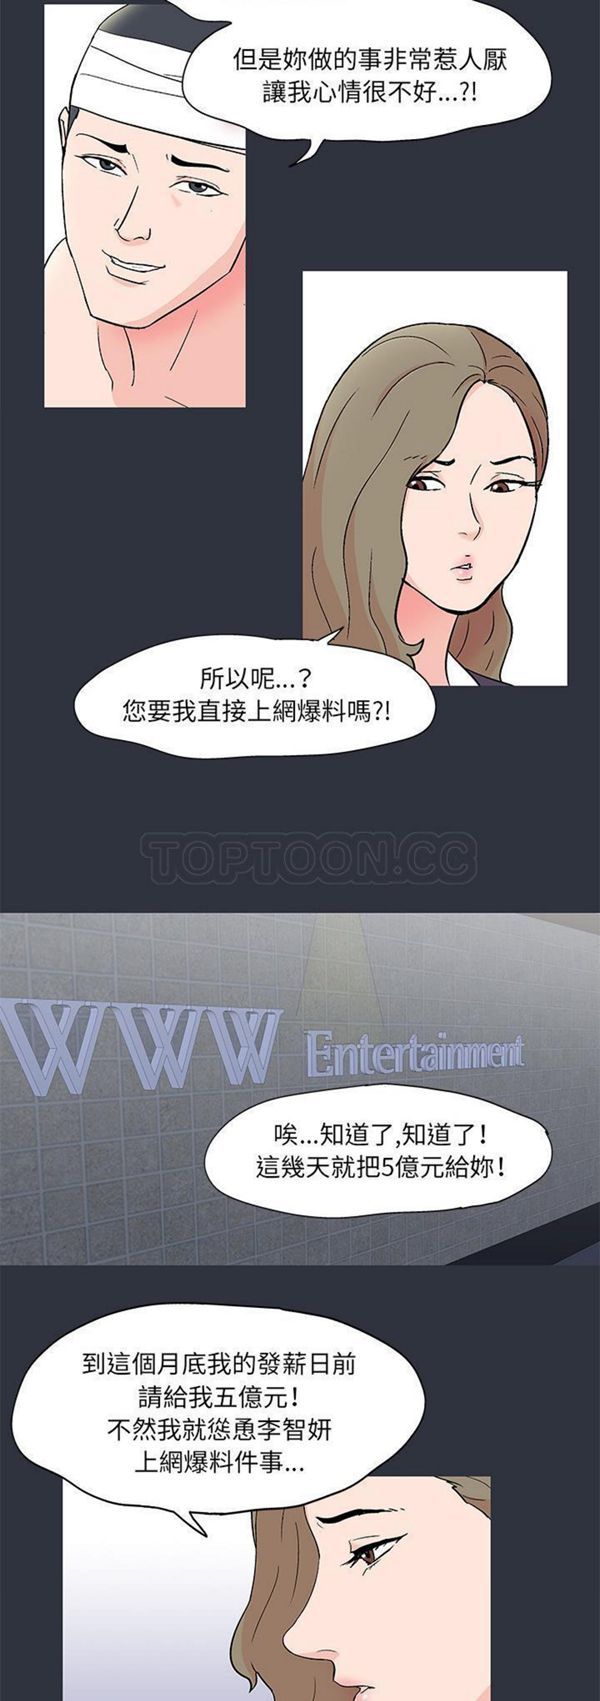 但是妳做的事非常惹人厭
讓我心情很不好...?!
所以呢...？
您要我直接上網爆料嗎?!
TOPTOON.CC
WWW Entertainment
唉...知道了,知道了!
這幾天就把5億元給妳!
到這個月底我的發薪日前
請給我五億元!
不然我就慫恿李智妍
上網爆料件事...